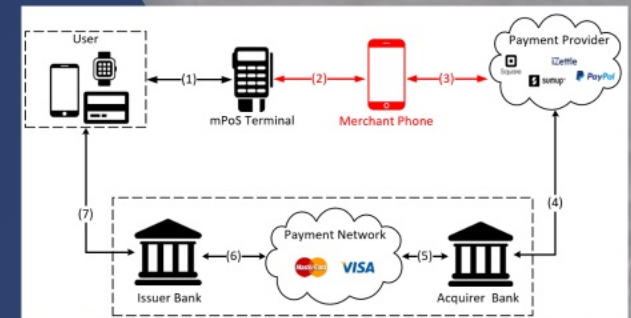 User
Payment Provider
Square
iZettle
sumup
PayPal
(1)
(2)
(3)
mPoS Terminal
Merchant Phone
(4)
(7)
Payment Network
MasterCard
VISA
(6)
(5)
Issuer Bank
Acquirer Bank